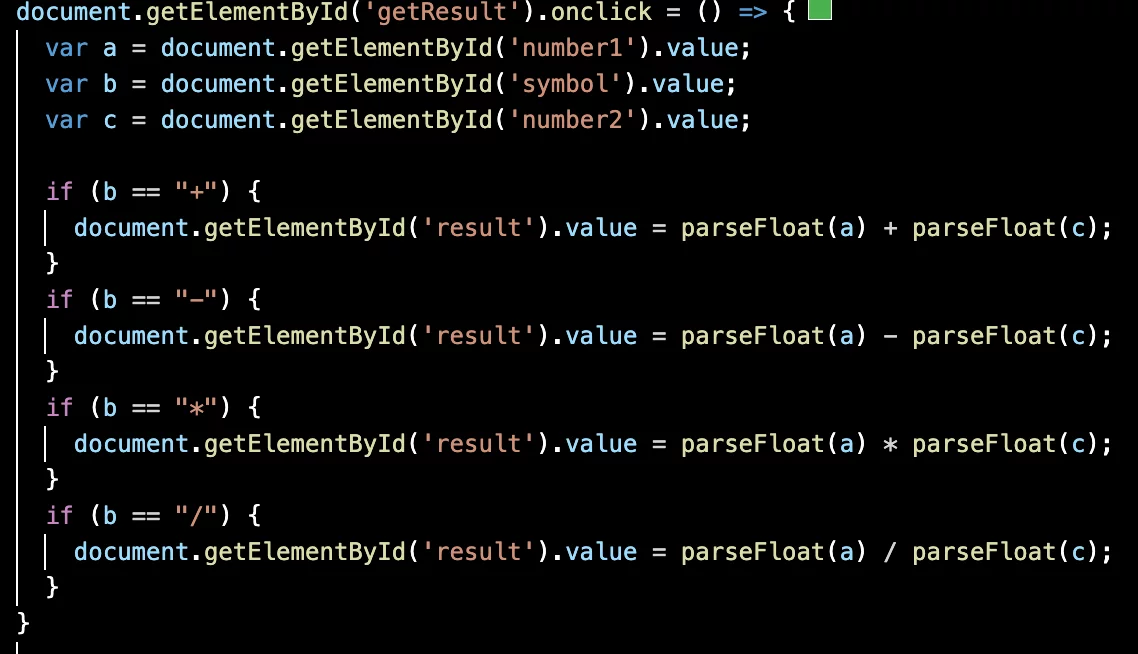 document.getElementById('getResult').onclick = () => {
  var a = document.getElementById('number1').value;
  var b = document.getElementById('symbol').value;
  var c = document.getElementById('number2').value;

  if (b == "+") {
    document.getElementById('result').value = parseFloat(a) + parseFloat(c);
  }
  if (b == "-") {
    document.getElementById('result').value = parseFloat(a) - parseFloat(c);
  }
  if (b == "*") {
    document.getElementById('result').value = parseFloat(a) * parseFloat(c);
  }
  if (b == "/") {
    document.getElementById('result').value = parseFloat(a) / parseFloat(c);
  }
}